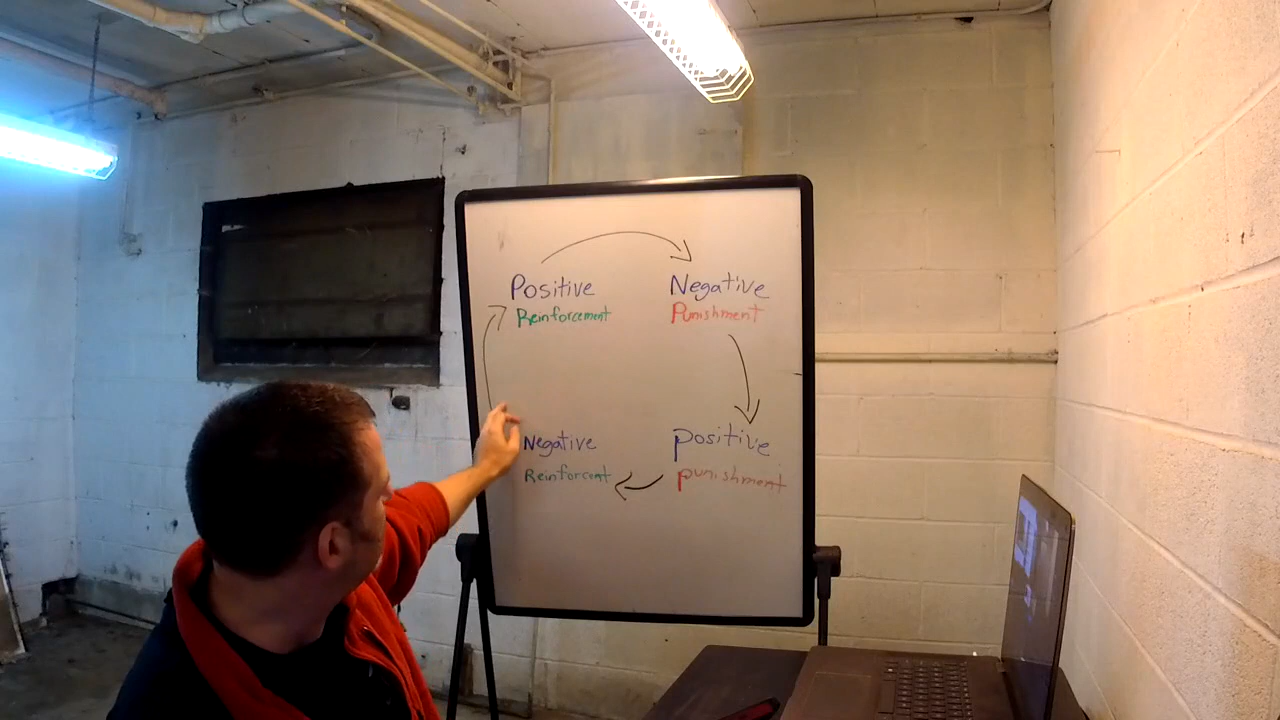 Positive
Reinforcement
Negative
Punishment
Negative
Reinforcent
positive
punishment